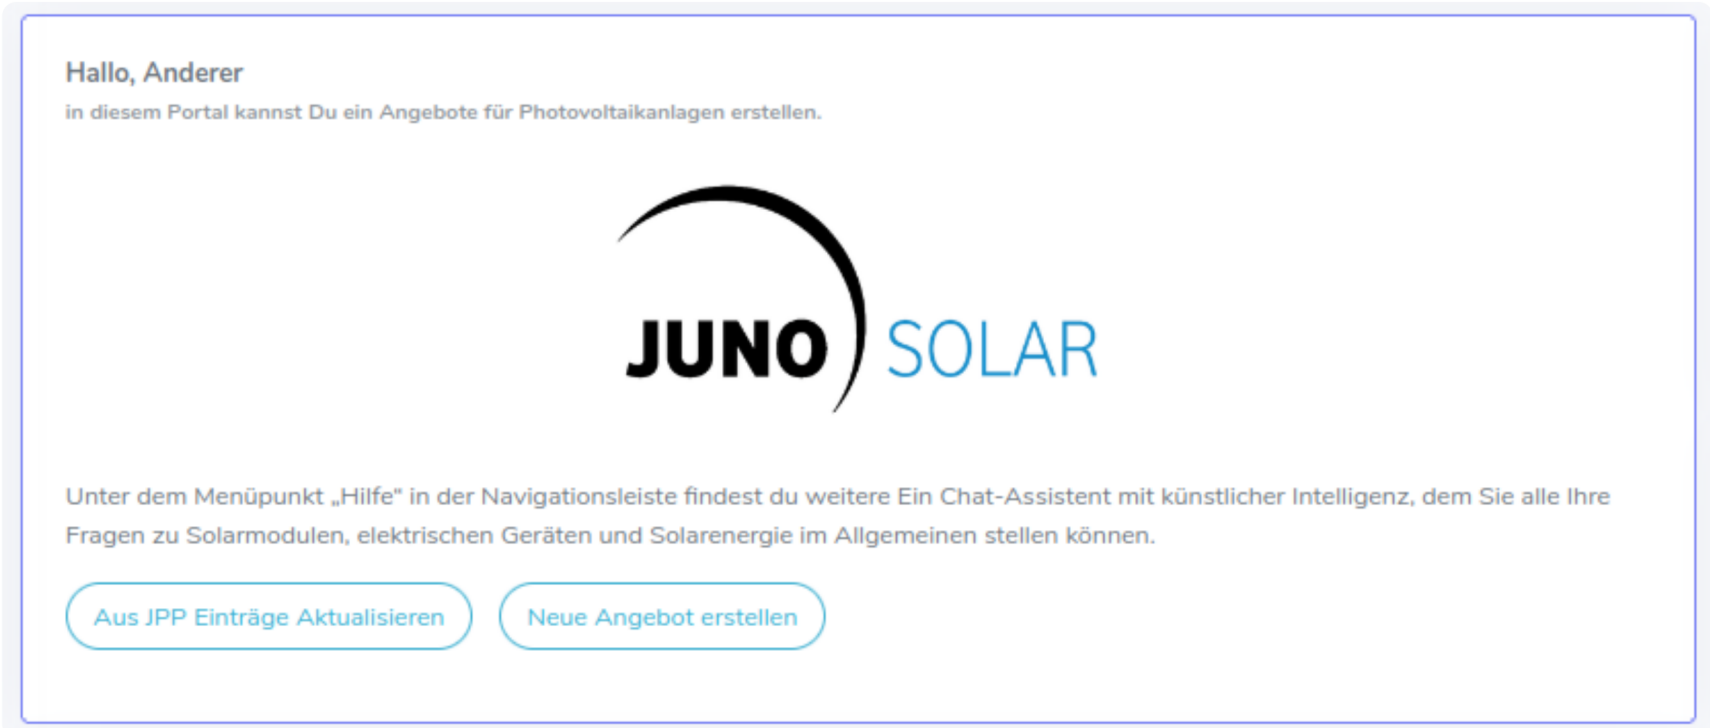 Hallo, Anderer
in diesem Portal kannst Du ein Angebote für Photovoltaikanlagen erstellen.
JUNO SOLAR
Unter dem Menüpunkt „Hilfe“ in der Navigationsleiste findest du weitere Ein Chat-Assistent mit künstlicher Intelligenz, dem Sie alle Ihre
Fragen zu Solarmodulen, elektrischen Geräten und Solarenergie im Allgemeinen stellen können.
Aus JPP Einträge Aktualisieren Neue Angebot erstellen